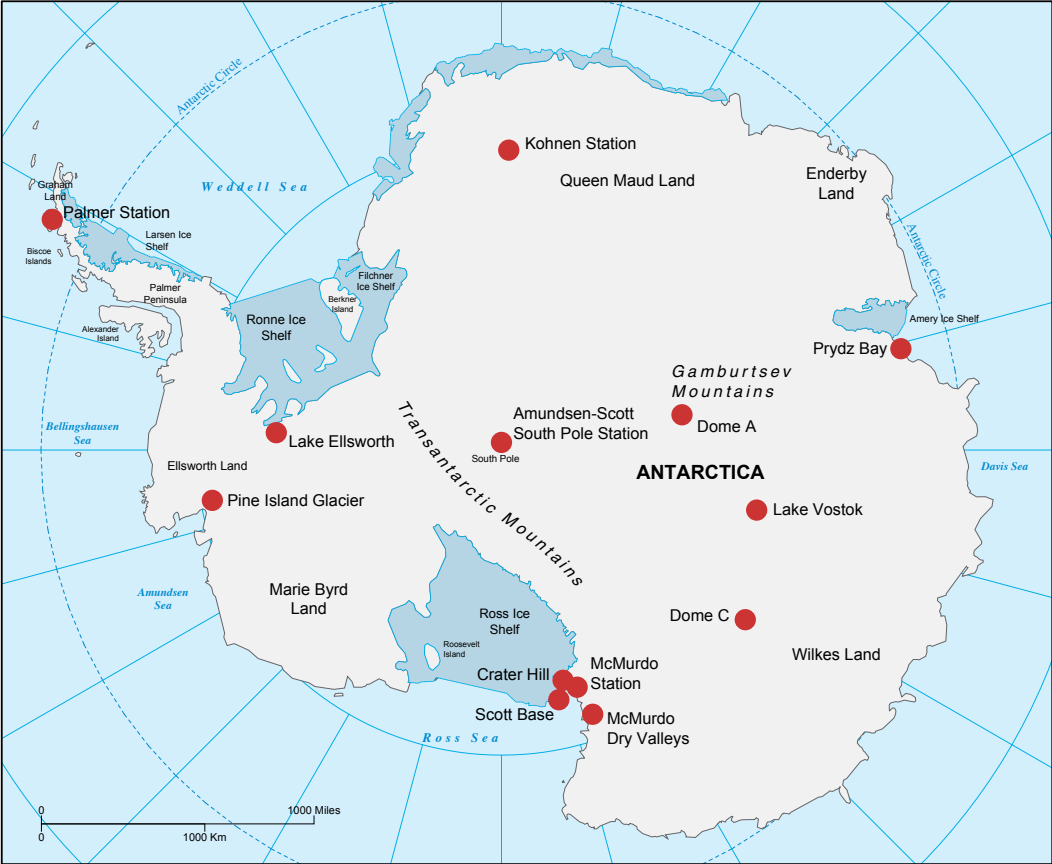 Antarctic Circle
Kohnen Station
Queen Maud Land
Enderby
Land
Weddell Sea
Graham
Land
Palmer Station
Larsen Ice
Shelf
Biscoe
Islands
Antarctic Circle
Palmer
Peninsula
Filchner
Ice Shelf
Berkner
Island
Ronne Ice
Shelf
Alexander
Island
Amery Ice Shelf
Prydz Bay
Gamburtsev
Mountains
Transantarctic Mountains
Amundsen-Scott
South Pole Station
South Pole
Dome A
Bellingshausen
Sea
Lake Ellsworth
Ellsworth Land
ANTARCTICA
Davis Sea
Pine Island Glacier
Lake Vostok
Amundsen
Sea
Marie Byrd
Land
Ross Ice
Shelf
Roosevelt
Island
Dome C
Wilkes Land
Crater Hill
McMurdo
Station
Scott Base
McMurdo
Dry Valleys
Ross Sea
0
1000 Miles
0
1000 Km